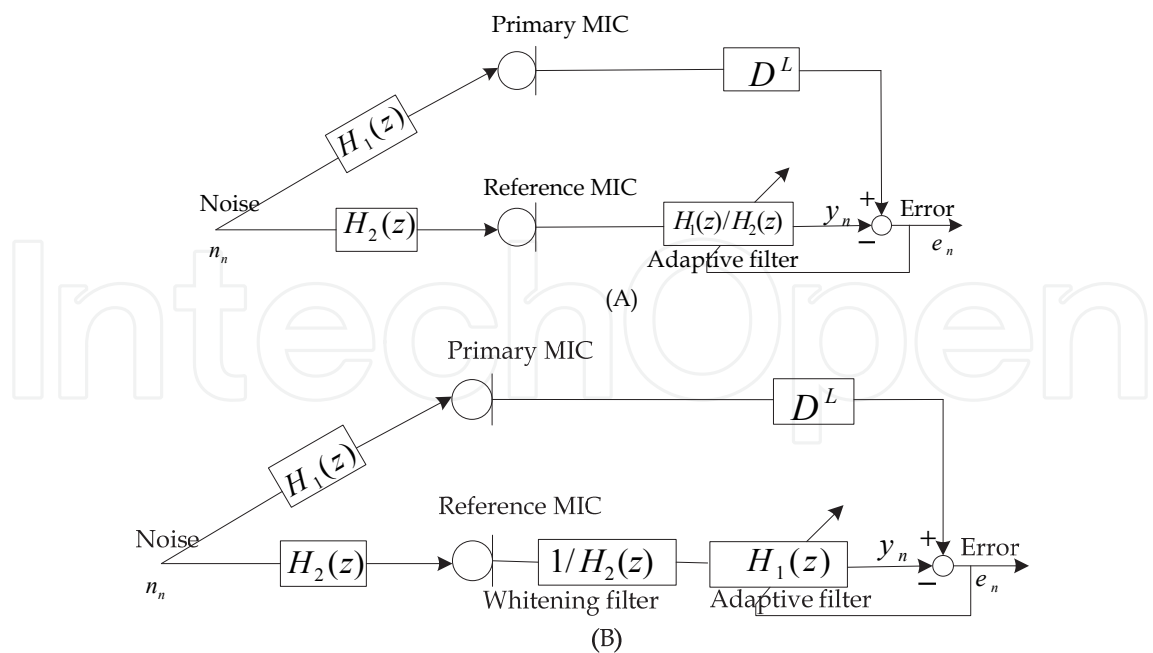 Primary MIC
D^L
H_1(z)
Reference MIC
Noise
H_2(z)
H_1(z)/H_2(z)
y_n
+
−
Error
n_n
e_n
Adaptive filter
(A)
IntechOpen
Primary MIC
D^L
H_1(z)
Reference MIC
Noise
H_2(z)
1/H_2(z)
H_1(z)
y_n
+
−
Error
n_n
e_n
Whitening filter
Adaptive filter
(B)